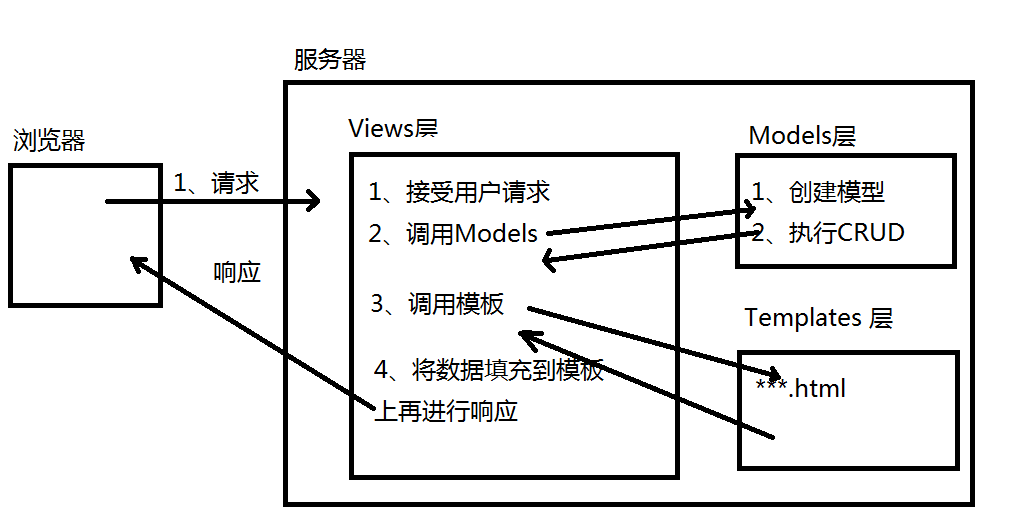 服务器
浏览器
1、请求
响应
Views层
1、接受用户请求
2、调用Models
3、调用模板
4、将数据填充到模板
上再进行响应
Models层
1、创建模型
2、执行CRUD
Templates 层
***.html